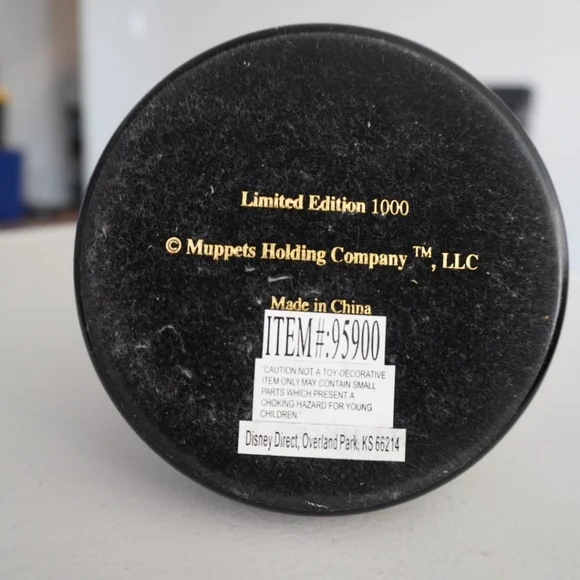 Limited Edition 1000
© Muppets Holding Company ™, LLC
Made in China
ITEM#:95900
'CAUTION NOT A TOY-DECORATIVE
ITEM ONLY MAY CONTAIN SMALL
PARTS WHICH PRESENT A
CHOKING HAZARD FOR YOUNG
CHILDREN.'
Disney Direct, Overland Park, KS 66214